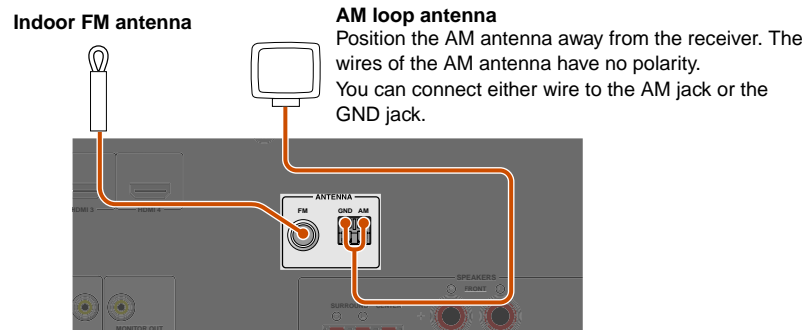 Indoor FM antenna
AM loop antenna
Position the AM antenna away from the receiver. The
wires of the AM antenna have no polarity.
You can connect either wire to the AM jack or the
GND jack.
ANTENNA
FM
GND AM
HDMI 4
SPEAKERS
FRONT
SURROUND
CENTER
MONITOR OUT